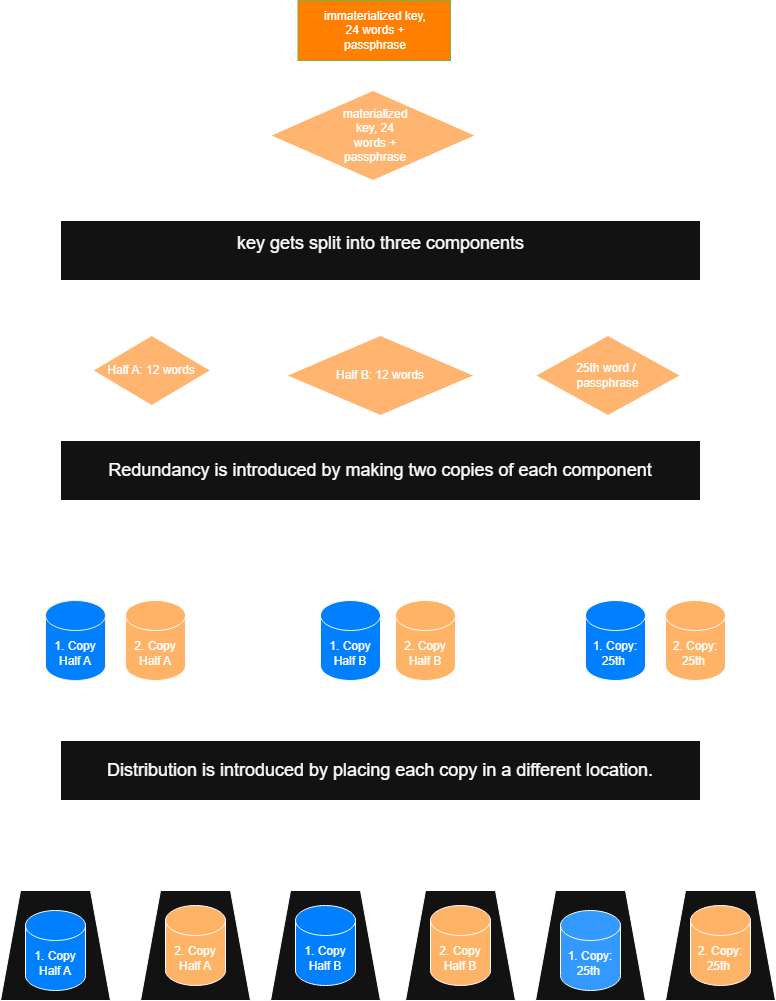 immaterialized key,
24 words +
passphrase
materialized
key, 24
words +
passphrase
key gets split into three components
Half A: 12 words
Half B: 12 words
25th word /
passphrase
Redundancy is introduced by making two copies of each component
1. Copy
Half A
2. Copy
Half A
1. Copy
Half B
2. Copy
Half B
1. Copy:
25th
2. Copy:
25th
Distribution is introduced by placing each copy in a different location.
1. Copy
Half A
2. Copy
Half A
1. Copy
Half B
2. Copy
Half B
1. Copy:
25th
2. Copy:
25th